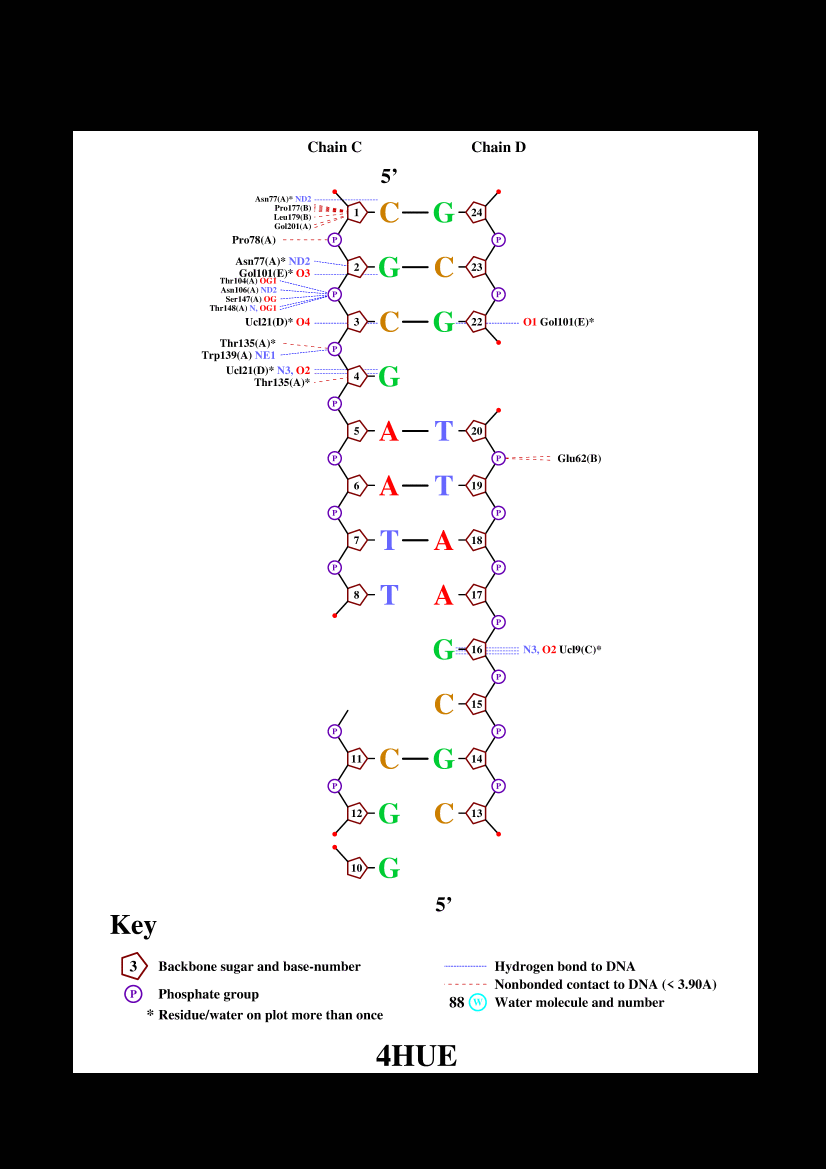 Chain C Chain D
5’
Asn77(A)* ND2
Pro177(B)
Leu179(B)
Gol201(A)
1 C G 24
Pro78(A) P P
Asn77(A)* ND2
2 G C 23
Gol101(E)* O3
Thr104(A) OG1
Asn106(A) ND2
Ser147(A) OG
Thr148(A) N, OG1
P P
Ucl21(D)* O4 3 C G 22 O1 Gol101(E)*
Thr135(A)*
Trp139(A) NE1
P
Ucl21(D)* N3, O2
Thr135(A)*
4 G
P
5 A T 20
P P Glu62(B)
6 A T 19
P P
7 T A 18
P P
8 T A 17
P
G 16 N3, O2 Ucl9(C)*
P
C 15
P P
11 C G 14
P P
12 G C 13
10 G
5’
Key
3 Backbone sugar and base-number
P Phosphate group
* Residue/water on plot more than once
Hydrogen bond to DNA
Nonbonded contact to DNA (< 3.90A)
88 W Water molecule and number
4HUE